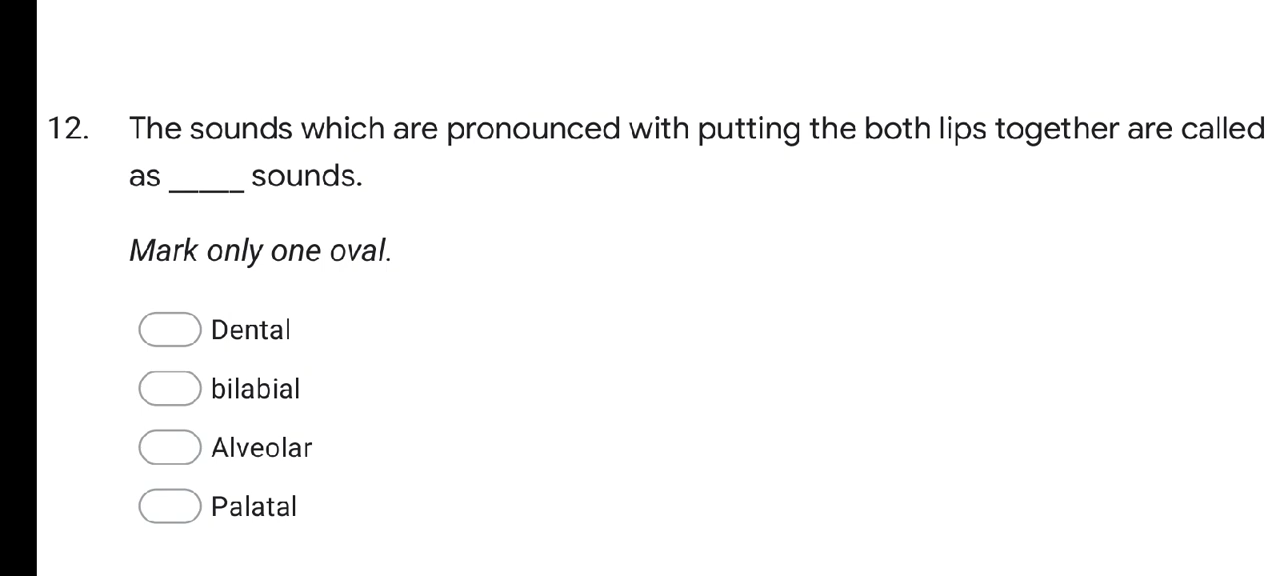 12. The sounds which are pronounced with putting the both lips together are called
as _____ sounds.
Mark only one oval.
Dental
bilabial
Alveolar
Palatal